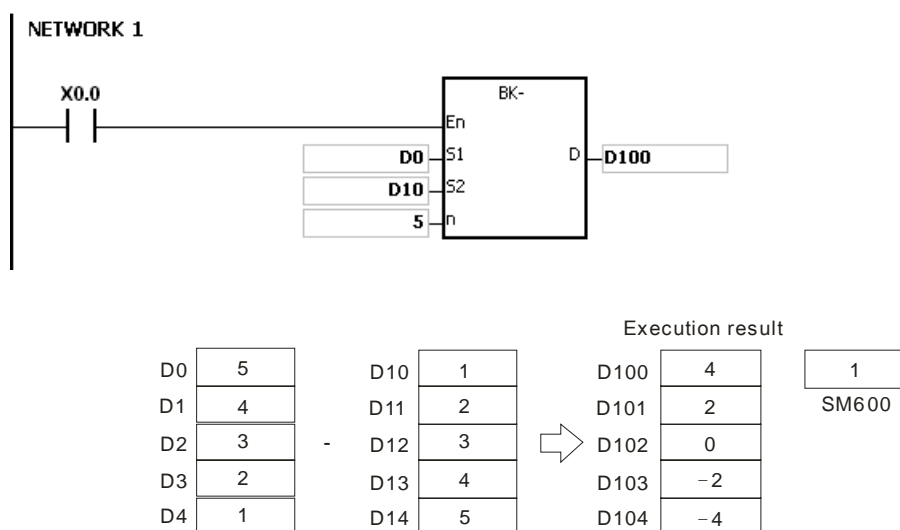 NETWORK 1
X0.0
BK-
En
D0 S1 D D100
D10 S2
5 n
Execution result
D0 5 D10 1 D100 4 1
D1 4 D11 2 D101 2 SM600
D2 3 - D12 3 D102 0
D3 2 D13 4 D103 -2
D4 1 D14 5 D104 -4